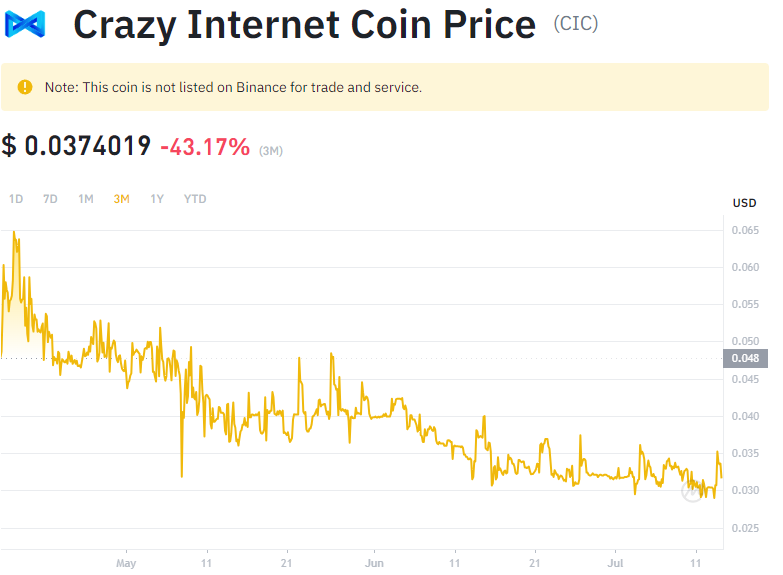 Crazy Internet Coin Price (CIC)
Note: This coin is not listed on Binance for trade and service.
$ 0.0374019 -43.17% (3M)
1D 7D 1M 3M 1Y YTD
USD
0.065
0.060
0.055
0.050
0.048
0.045
0.040
0.035
0.030
0.025
May 11 21 Jun 11 21 Jul 11